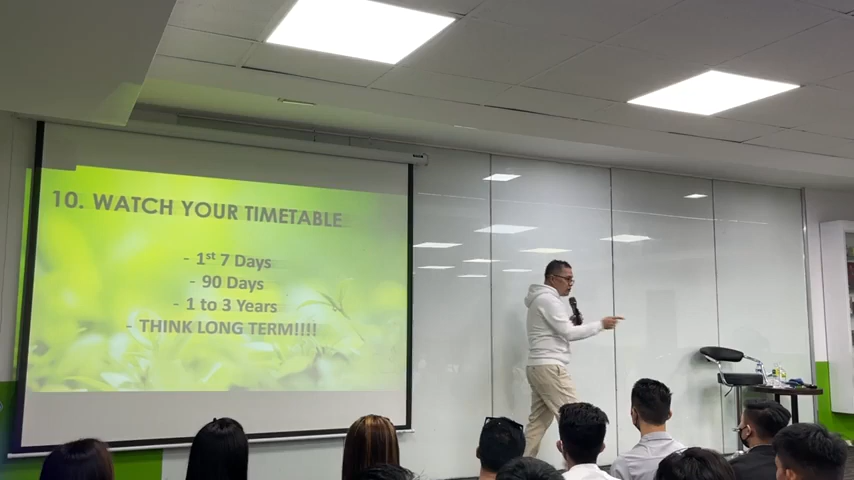 10. WATCH YOUR TIMETABLE
- 1st 7 Days
- 90 Days
- 1 to 3 Years
- THINK LONG TERM!!!!